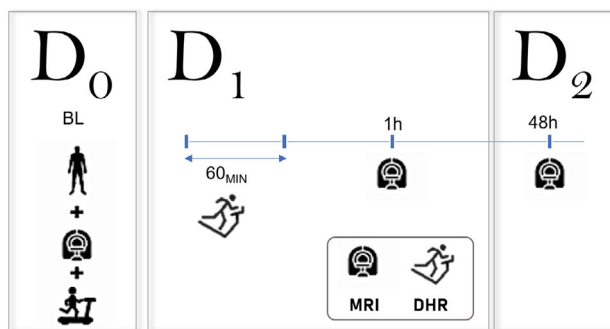 D0
BL
+
+
D1
60MIN
1h
MRI DHR
D2
48h